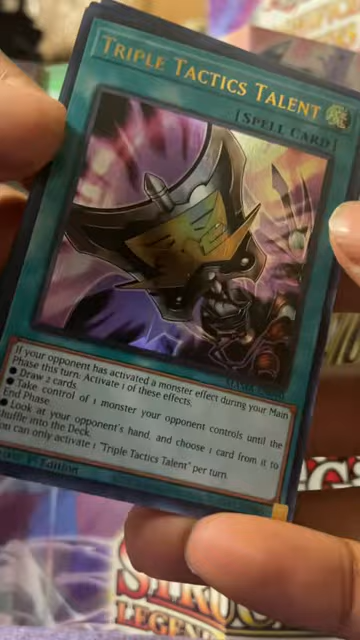 TRIPLE TACTICS TALENT
[SPELL CARD]
If your opponent has activated a monster effect during your Main
Phase this turn: Activate 1 of these effects.
● Draw 2 cards.
● Take control of 1 monster your opponent controls until the
End Phase.
● Look at your opponent's hand, and choose 1 card from it to
shuffle into the Deck.
You can only activate 1 "Triple Tactics Talent" per turn.
Edition
LEGEN